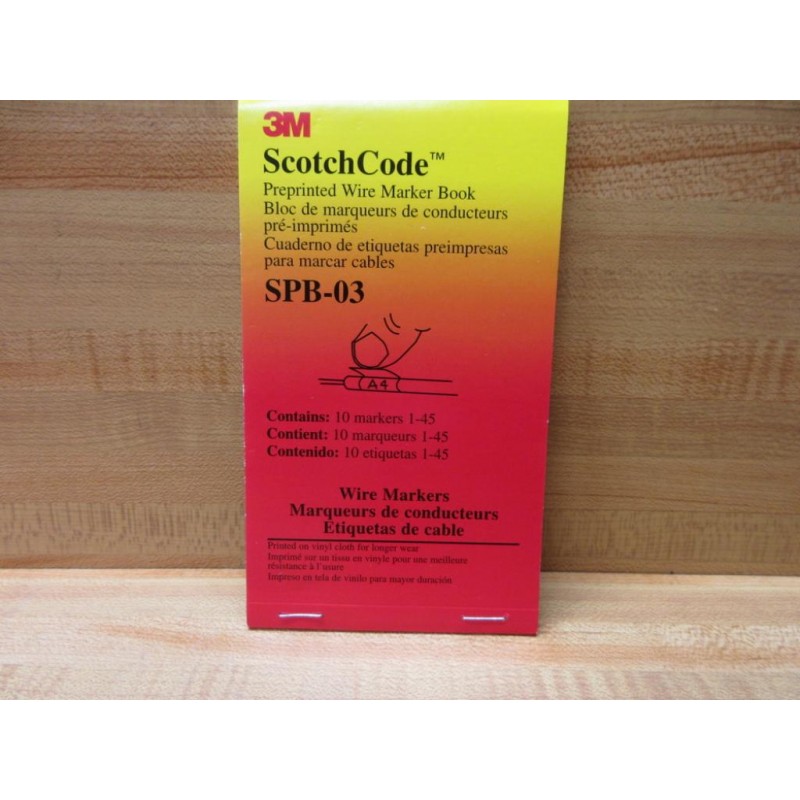 3M
ScotchCode™
Preprinted Wire Marker Book
Bloc de marqueurs de conducteurs
pré-imprimés
Cuaderno de etiquetas preimpresas
para marcar cables
SPB-03
A4
Contains: 10 markers 1-45
Contient: 10 marqueurs 1-45
Contenido: 10 etiquetas 1-45
Wire Markers
Marqueurs de conducteurs
Etiquetas de cable
Printed on vinyl cloth for longer wear
Imprimé sur un tissu en vinyle pour une meilleure
résistance à l'usure
Impreso en tela de vinilo para mayor duración